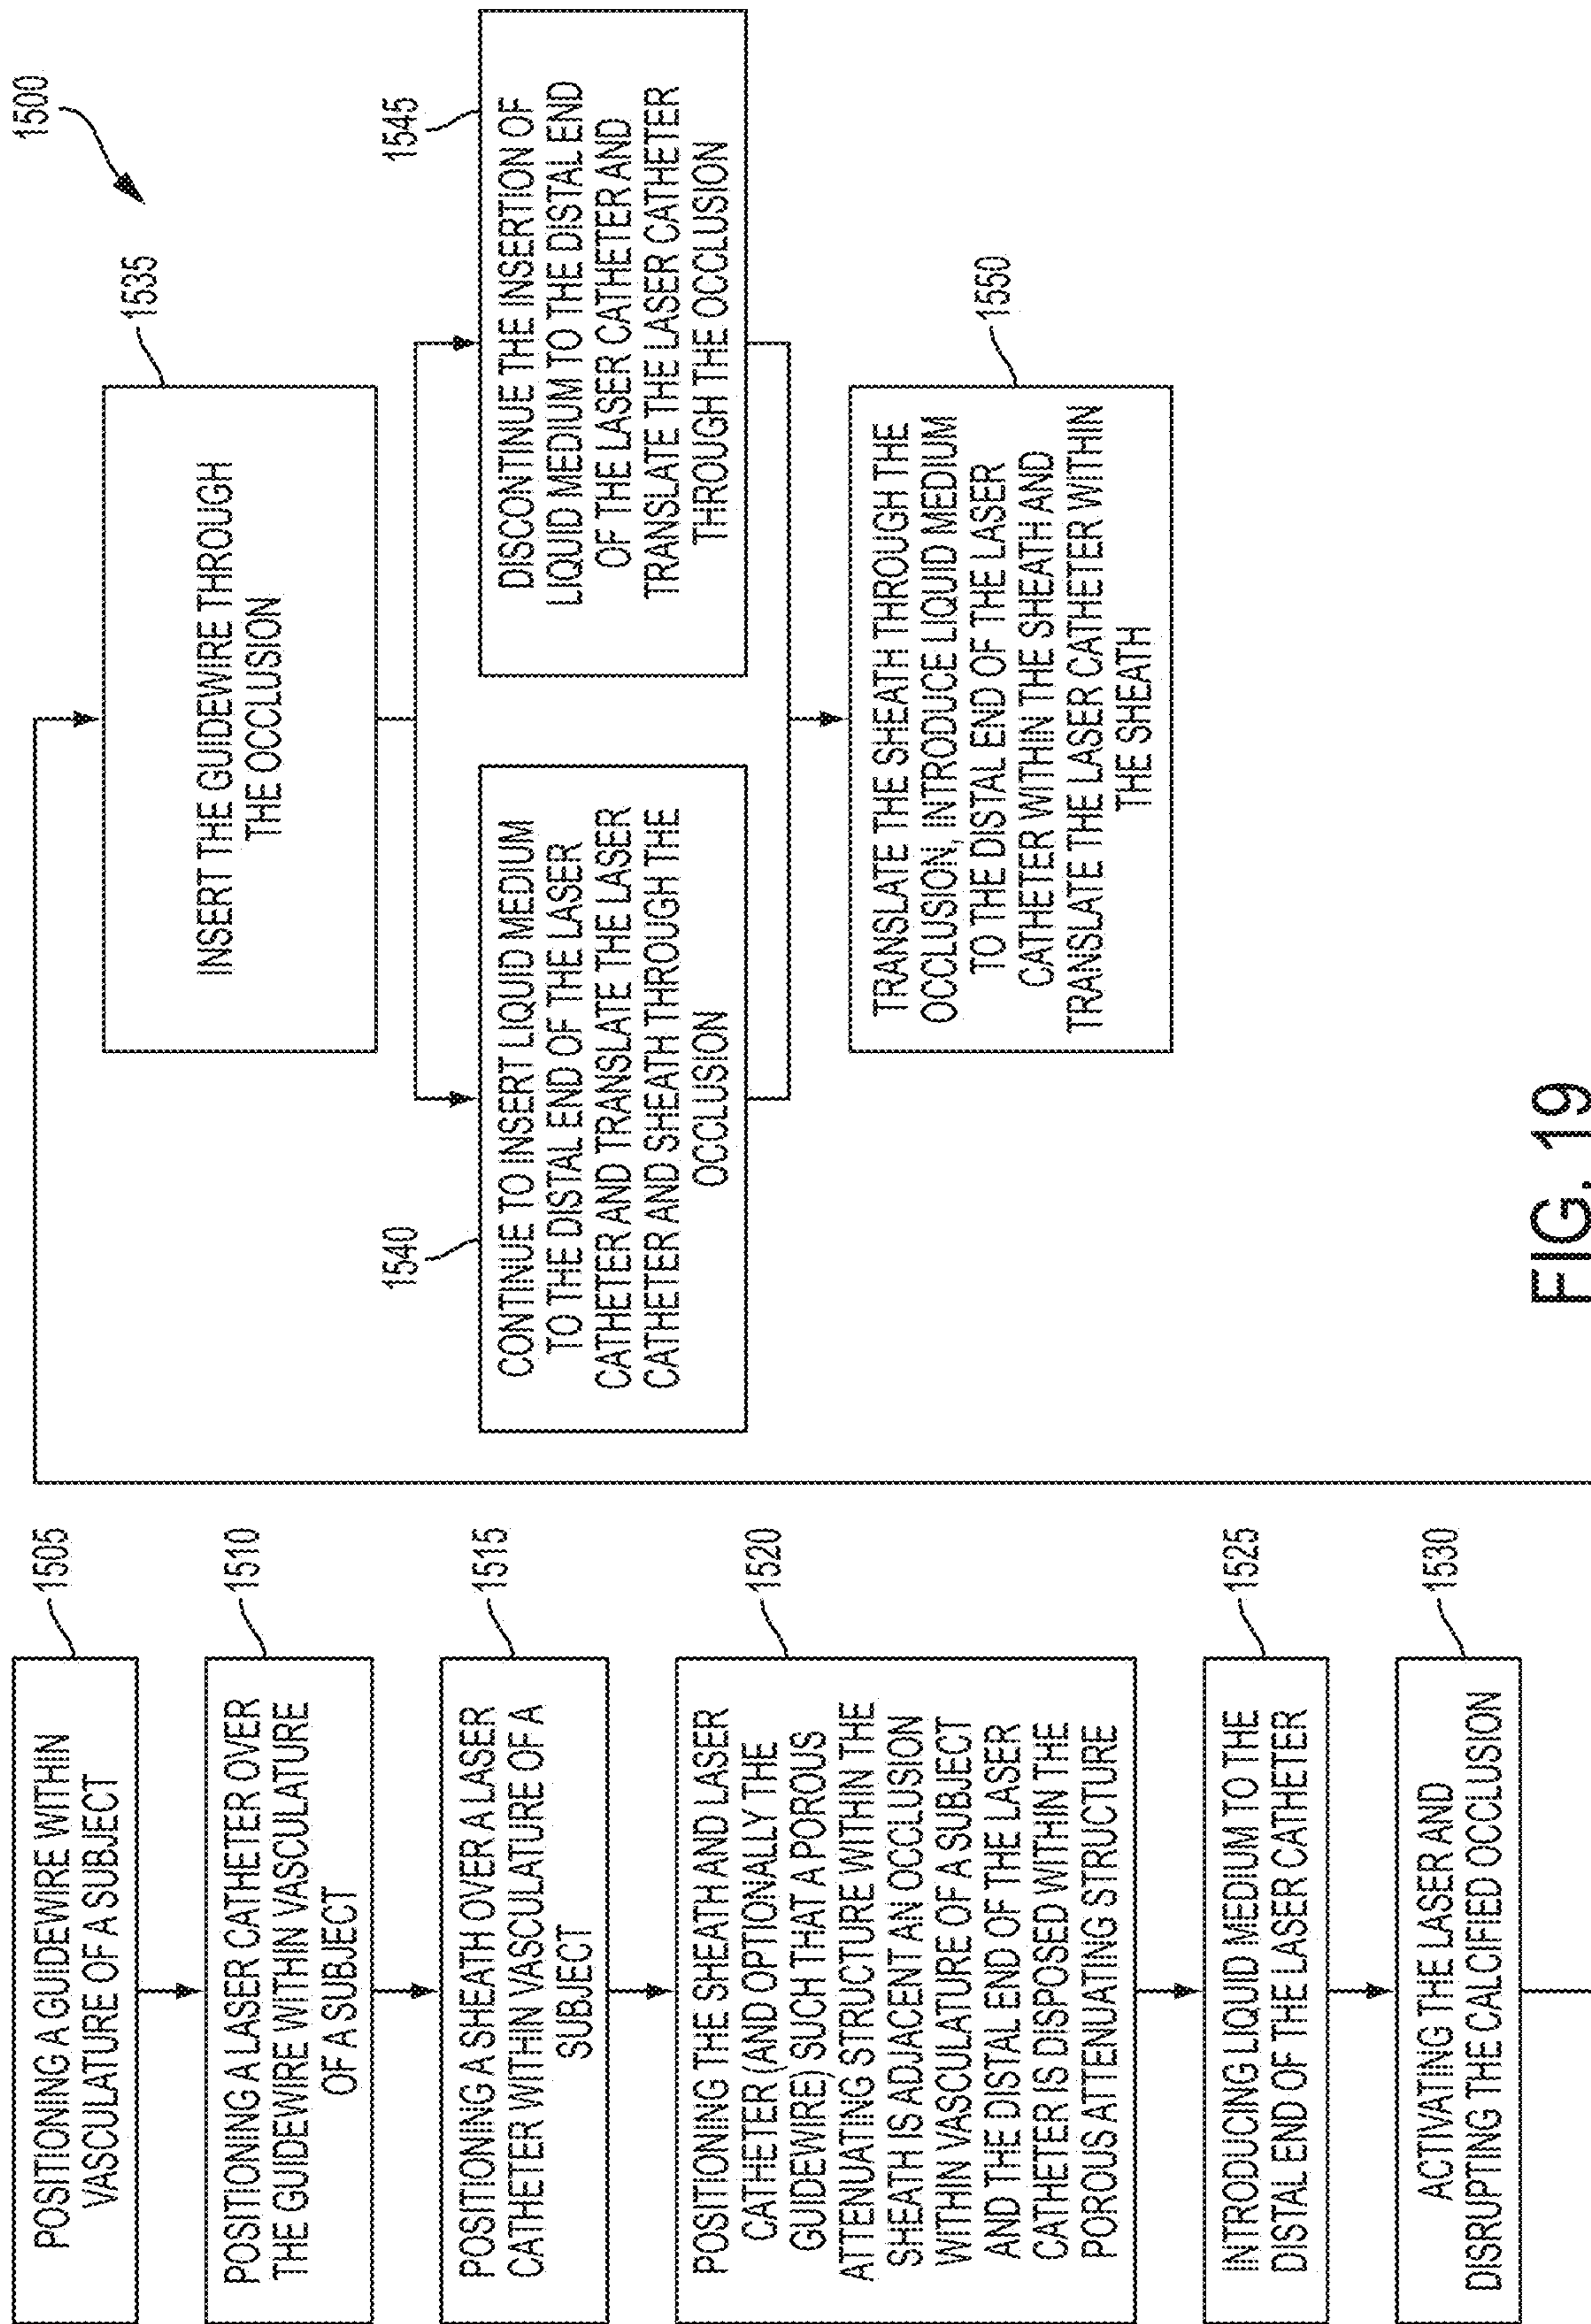 1500
POSITIONING A GUIDEWIRE WITHIN
VASCULATURE OF A SUBJECT
1505
POSITIONING A LASER CATHETER OVER
THE GUIDEWIRE WITHIN VASCULATURE
OF A SUBJECT
1510
POSITIONING A SHEATH OVER A LASER
CATHETER WITHIN VASCULATURE OF A
SUBJECT
1515
POSITIONING THE SHEATH AND LASER
CATHETER (AND OPTIONALLY THE
GUIDEWIRE) SUCH THAT A POROUS
ATTENUATING STRUCTURE WITHIN THE
SHEATH IS ADJACENT AN OCCLUSION
WITHIN VASCULATURE OF A SUBJECT
AND THE DISTAL END OF THE LASER
CATHETER IS DISPOSED WITHIN THE
POROUS ATTENUATING STRUCTURE
1520
INTRODUCING LIQUID MEDIUM TO THE
DISTAL END OF THE LASER CATHETER
1525
ACTIVATING THE LASER AND
DISRUPTING THE CALCIFIED OCCLUSION
1530
INSERT THE GUIDEWIRE THROUGH
THE OCCLUSION
1535
CONTINUE TO INSERT LIQUID MEDIUM
TO THE DISTAL END OF THE LASER
CATHETER AND TRANSLATE THE LASER
CATHETER AND SHEATH THROUGH THE
OCCLUSION
1540
DISCONTINUE THE INSERTION OF
LIQUID MEDIUM TO THE DISTAL END
OF THE LASER CATHETER AND
TRANSLATE THE LASER CATHETER
THROUGH THE OCCLUSION
1545
TRANSLATE THE SHEATH THROUGH THE
OCCLUSION, INTRODUCE LIQUID MEDIUM
TO THE DISTAL END OF THE LASER
CATHETER WITHIN THE SHEATH AND
TRANSLATE THE LASER CATHETER WITHIN
THE SHEATH
1550
FIG. 19